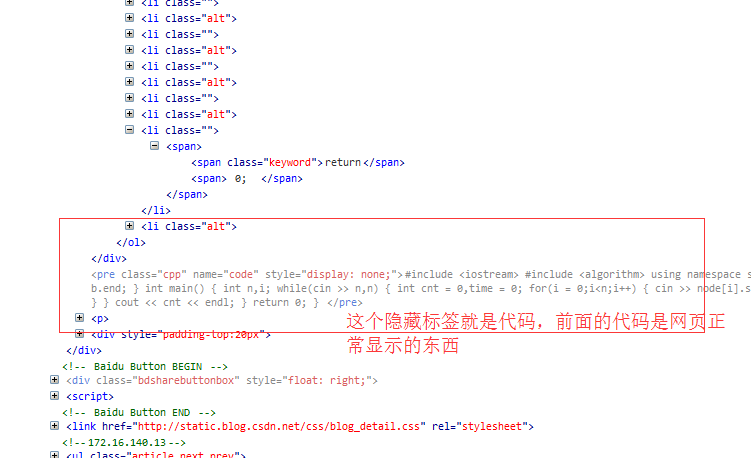 <li class="">
<li class="alt">
<li class="">
<li class="alt">
<li class="">
<li class="alt">
<li class="">
<li class="alt">
<li class="">
<span>
<span class="keyword">return</span>
<span> 0; </span>
</span>
</li>
<li class="alt">
</ol>
</div>
<pre class="cpp" name="code" style="display: none;">#include <iostream> #include <algorithm> using namespace s
b.end; } int main() { int n,i; while(cin >> n,n) { int cnt = 0,time = 0; for(i = 0;i<n;i++) { cin >> node[i].s
} } cout << cnt << endl; } return 0; } </pre>
<p>
这个隐藏标签就是代码，前面的代码是网页正
常显示的东西
<div style="padding-top:20px">
</div>
<!-- Baidu Button BEGIN -->
<div class="bdsharebuttonbox" style="float: right;">
<script>
<!-- Baidu Button END -->
<link href="http://static.blog.csdn.net/css/blog_detail.css" rel="stylesheet">
<!--172.16.140.13-->
<ul class="article_next_prev">